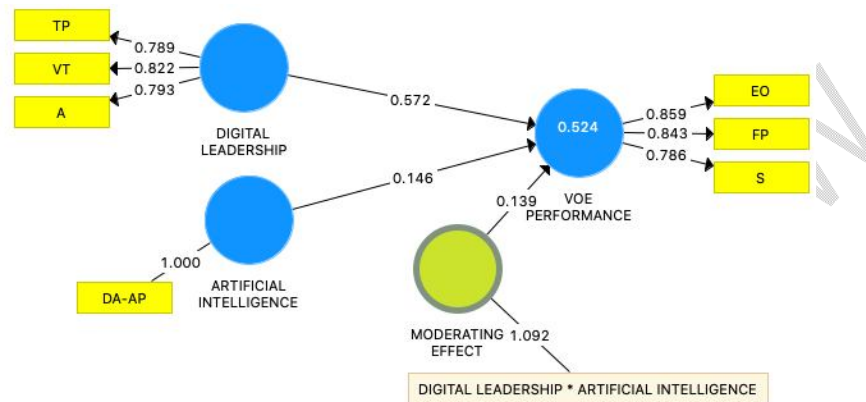 TP
0.789
VT
0.822
A
0.793
DIGITAL
LEADERSHIP
0.572
0.524
VOE
PERFORMANCE
EO
0.859
FP
0.843
S
0.786
0.146
0.139
1.000
DA-AP
ARTIFICIAL
INTELLIGENCE
MODERATING
EFFECT
1.092
DIGITAL LEADERSHIP * ARTIFICIAL INTELLIGENCE